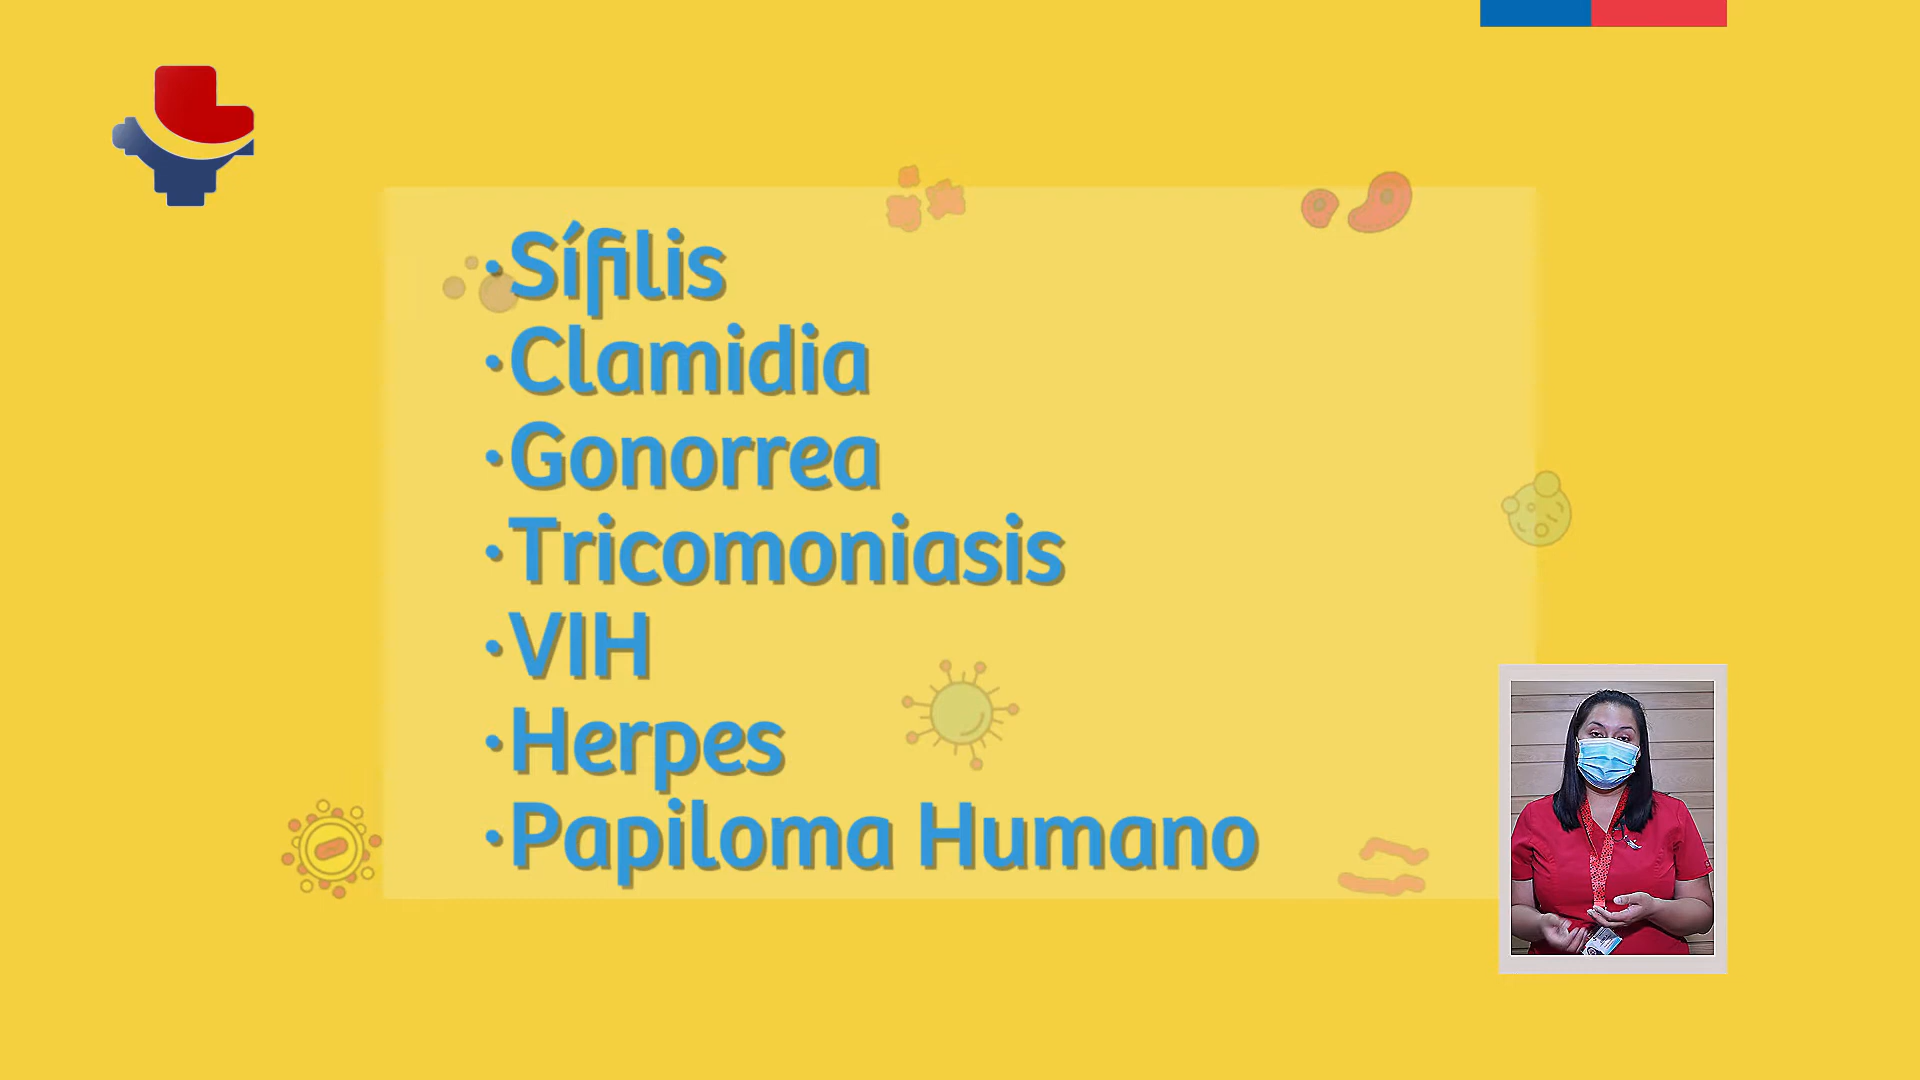 ·Sífilis
·Clamidia
·Gonorrea
·Tricomoniasis
·VIH
·Herpes
·Papiloma Humano